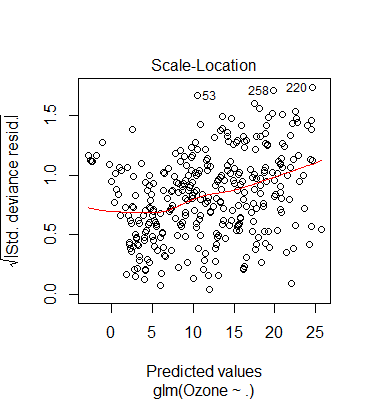 Scale-Location
√|Std. deviance resid.|
1.5
1.0
0.5
0.0
53
258
220
0 5 10 15 20 25
Predicted values
glm(Ozone ~ .)